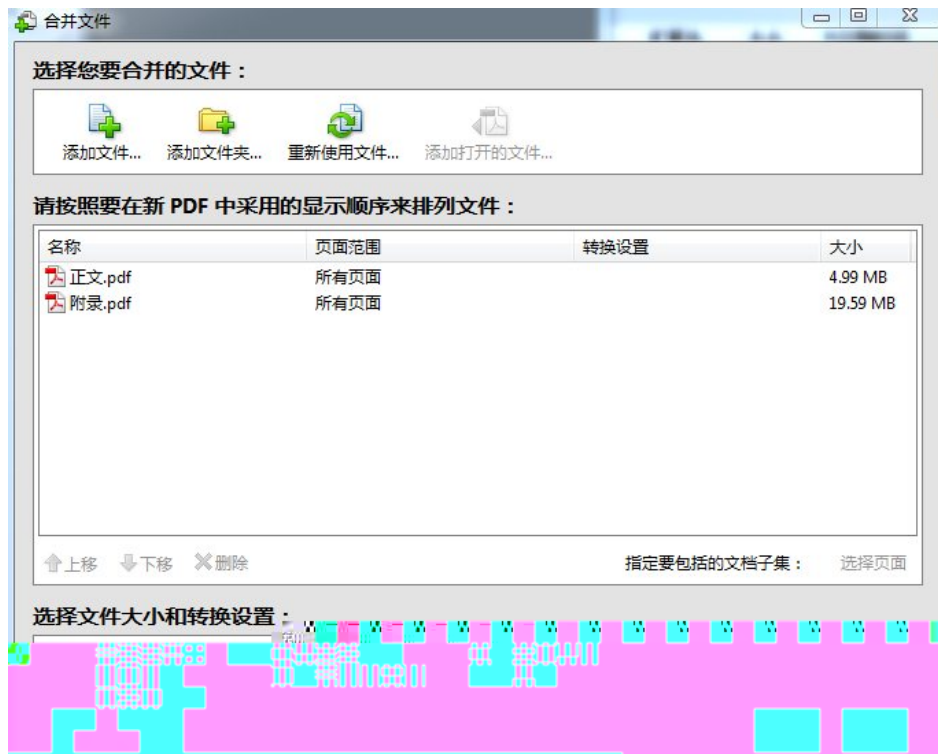 合并文件
选择您要合并的文件：
添加文件... 添加文件夹... 重新使用文件... 添加打开的文件...
请按照要在新 PDF 中采用的显示顺序来排列文件：
名称 页面范围 转换设置 大小
正文.pdf 所有页面 4.99 MB
附录.pdf 所有页面 19.59 MB
上移 下移 删除 指定要包括的文档子集： 选择页面
选择文件大小和转换设置：